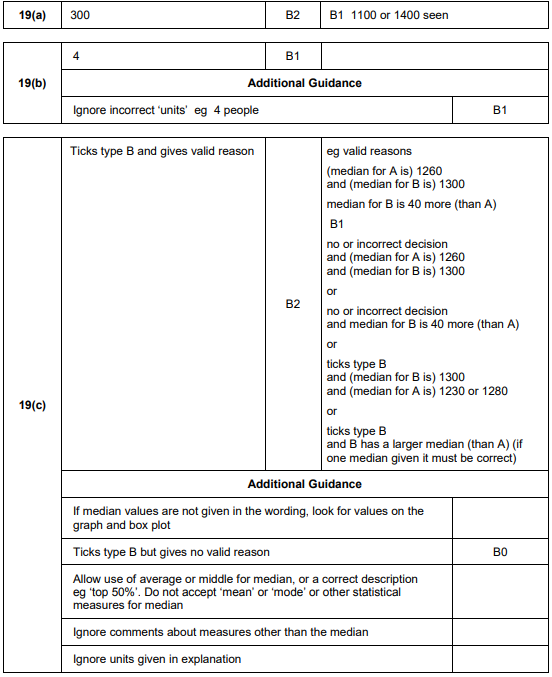 19(a) 300 B2 B1 1100 or 1400 seen
19(b) 4 B1
Additional Guidance
Ignore incorrect ‘units’ eg 4 people B1
19(c) Ticks type B and gives valid reason B2 eg valid reasons
(median for A is) 1260
and (median for B is) 1300
median for B is 40 more (than A)
B1
no or incorrect decision
and (median for A is) 1260
and (median for B is) 1300
or
no or incorrect decision
and median for B is 40 more (than A)
or
ticks type B
and (median for B is) 1300
and (median for A is) 1230 or 1280
or
ticks type B
and B has a larger median (than A) (if
one median given it must be correct)
Additional Guidance
If median values are not given in the wording, look for values on the
graph and box plot
Ticks type B but gives no valid reason B0
Allow use of average or middle for median, or a correct description
eg ‘top 50%’. Do not accept ‘mean’ or ‘mode’ or other statistical
measures for median
Ignore comments about measures other than the median
Ignore units given in explanation